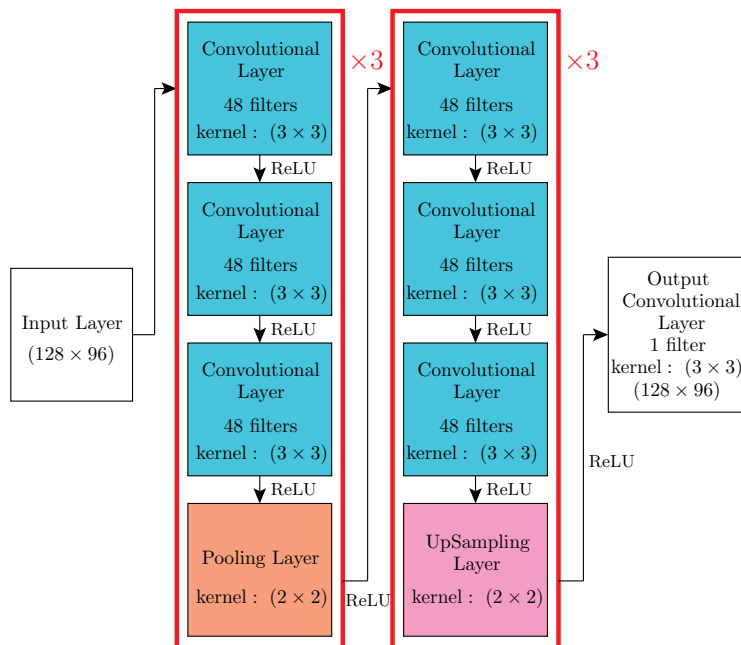 Input Layer
(128 × 96)
×3
Convolutional
Layer
48 filters
kernel : (3 × 3)
ReLU
Convolutional
Layer
48 filters
kernel : (3 × 3)
ReLU
Convolutional
Layer
48 filters
kernel : (3 × 3)
ReLU
Pooling Layer
kernel : (2 × 2)
ReLU
×3
Convolutional
Layer
48 filters
kernel : (3 × 3)
ReLU
Convolutional
Layer
48 filters
kernel : (3 × 3)
ReLU
Convolutional
Layer
48 filters
kernel : (3 × 3)
ReLU
UpSampling
Layer
kernel : (2 × 2)
ReLU
Output
Convolutional
Layer
1 filter
kernel : (3 × 3)
(128 × 96)